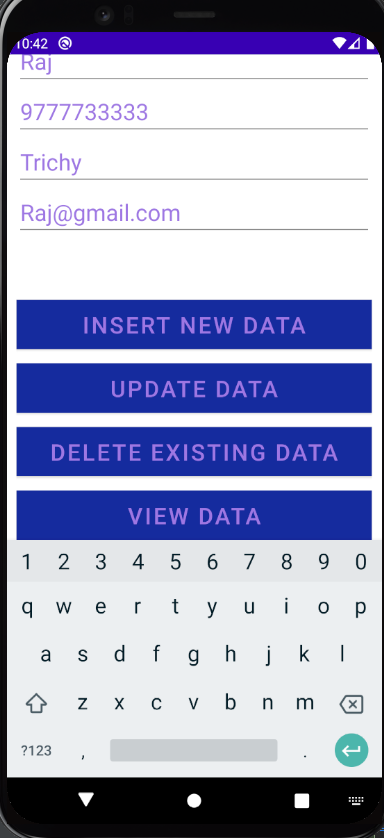 10:42
Raj
9777733333
Trichy
Raj@gmail.com
INSERT NEW DATA
UPDATE DATA
DELETE EXISTING DATA
VIEW DATA
1 2 3 4 5 6 7 8 9 0
q w e r t y u i o p
a s d f g h j k l
z x c v b n m
?123 , .